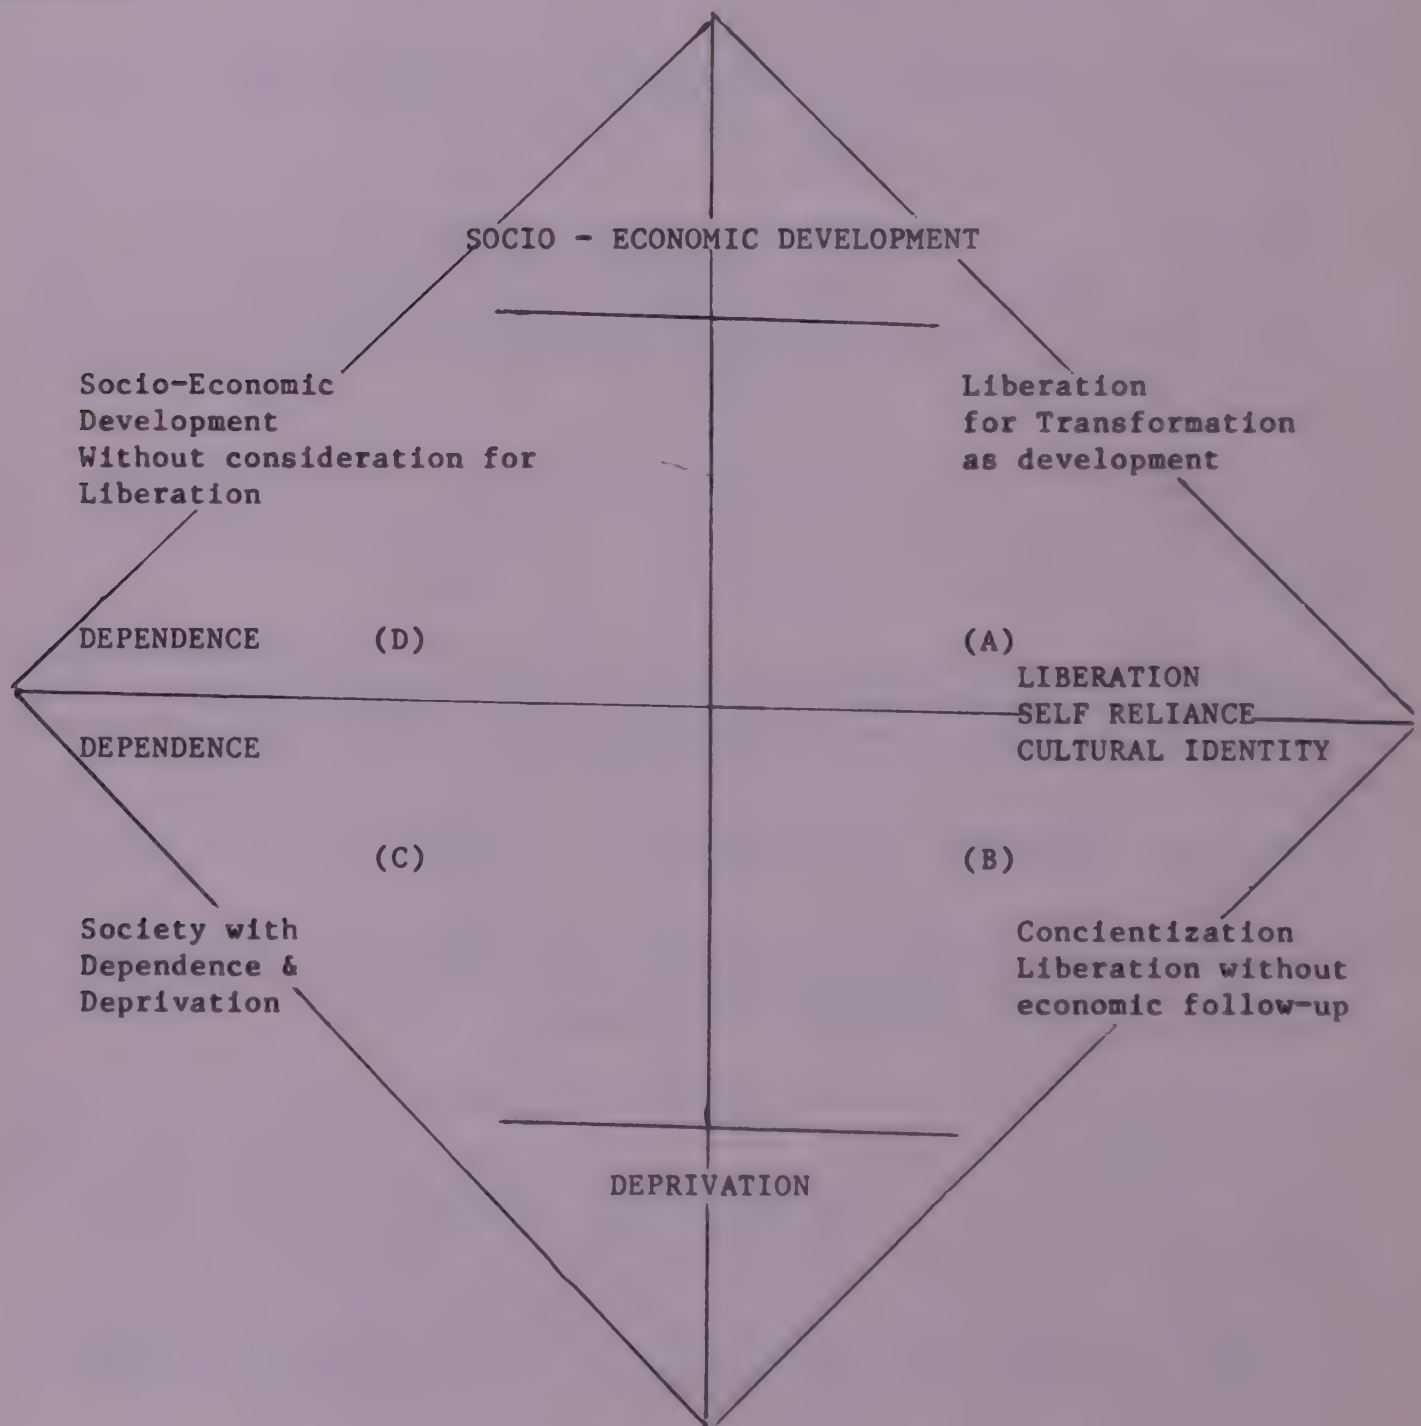 SOCIO - ECONOMIC DEVELOPMENT
Socio-Economic
Development
Without consideration for
Liberation
Liberation
for Transformation
as development
DEPENDENCE (D)
(A)
LIBERATION
SELF RELIANCE
CULTURAL IDENTITY
DEPENDENCE
(C)
(B)
Society with
Dependence &
Deprivation
Concientization
Liberation without
economic follow-up
DEPRIVATION